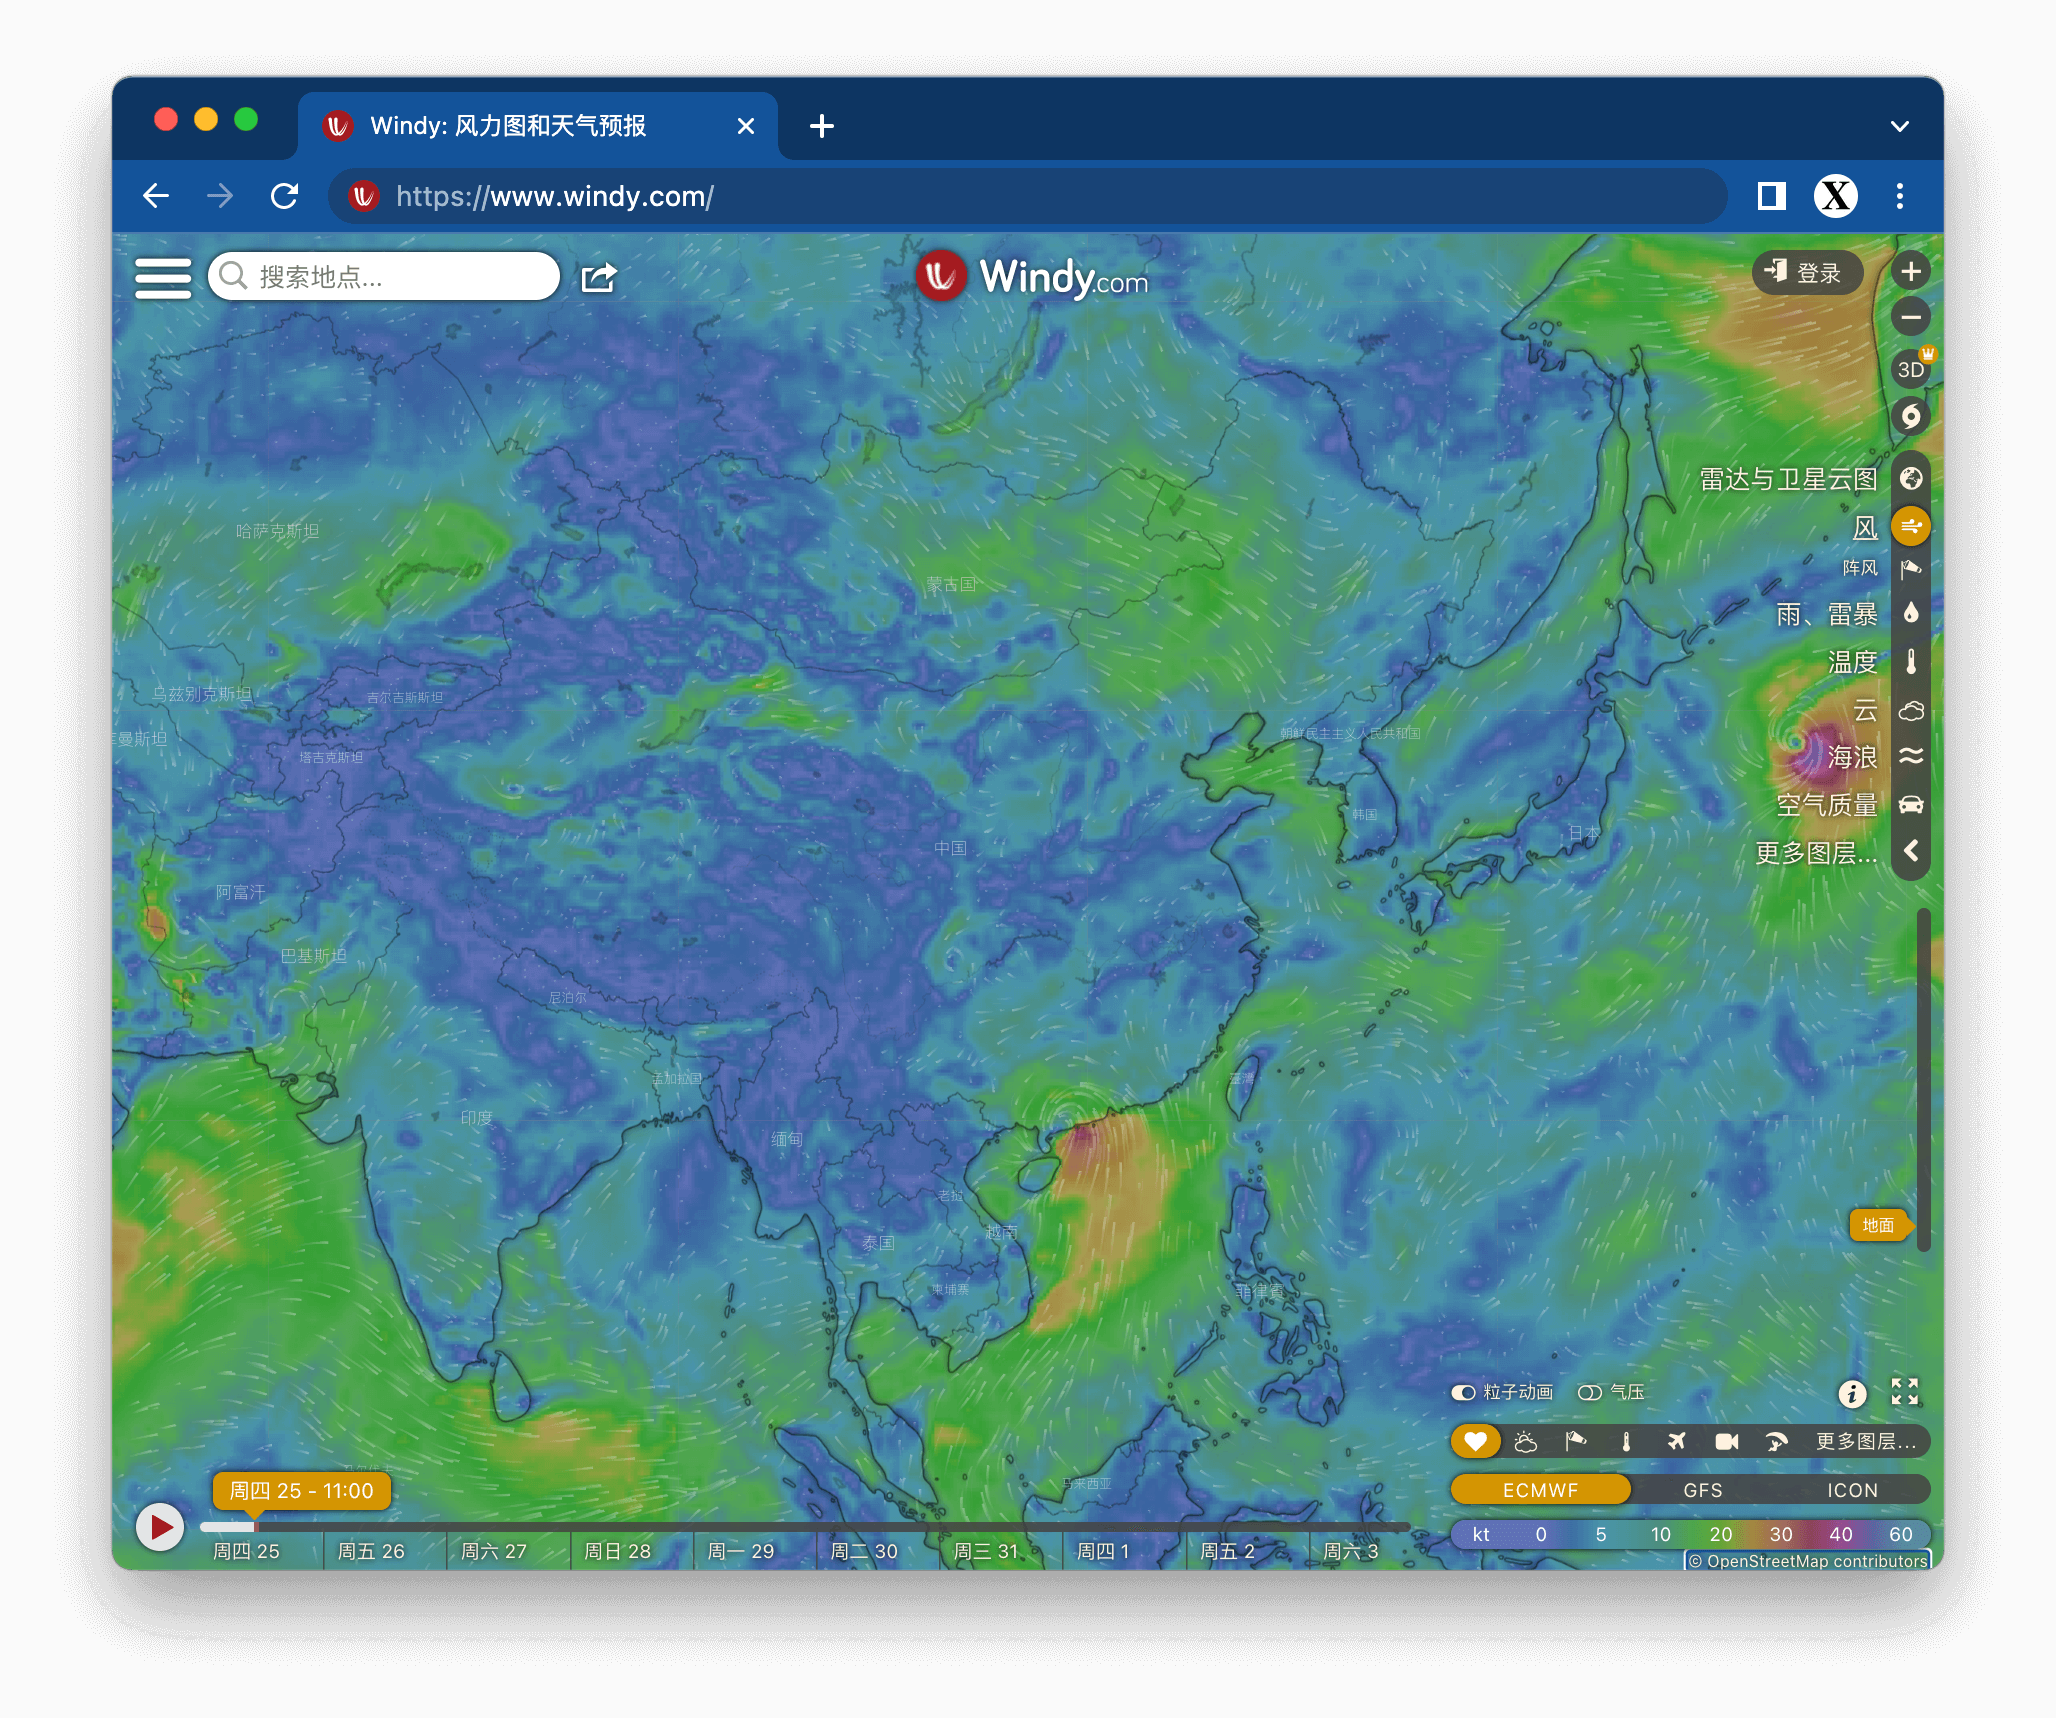 Windy: 风力图和天气预报
https://www.windy.com/
搜索地点...
Windy.com
登录
3D
雷达与卫星云图
风
阵风
雨、雷暴
温度
云
海浪
空气质量
更多图层...
哈萨克斯坦
蒙古国
乌兹别克斯坦
吉尔吉斯斯坦
曼斯坦
塔吉克斯坦
朝鲜民主主义人民共和国
韩国
日本
中国
阿富汗
巴基斯坦
尼泊尔
孟加拉国
臺灣
印度
缅甸
老挝
越南
泰国
柬埔寨
菲律賓
马来西亚
地面
粒子动画
气压
更多图层...
ECMWF GFS ICON
kt 0 5 10 20 30 40 60
© OpenStreetMap contributors
周四 25 - 11:00
周四 25 周五 26 周六 27 周日 28 周一 29 周二 30 周三 31 周四 1 周五 2 周六 3